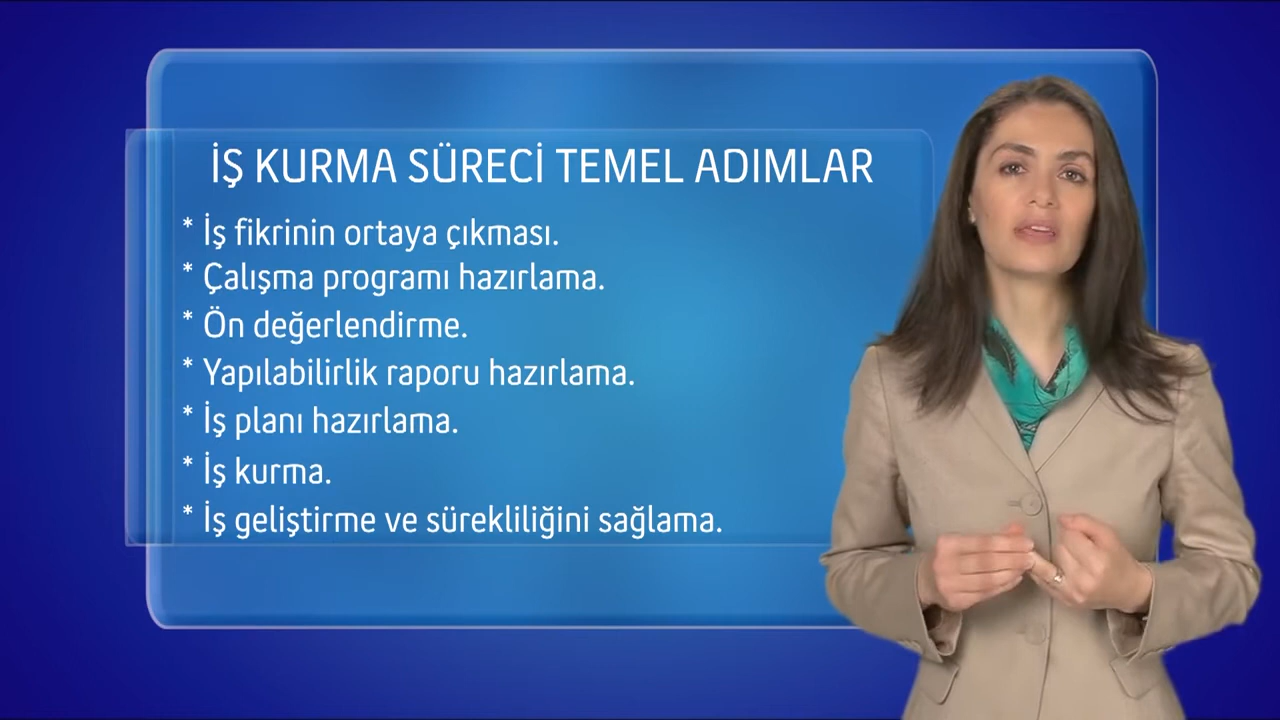 İŞ KURMA SÜRECİ TEMEL ADIMLAR
* İş fikrinin ortaya çıkması.
* Çalışma programı hazırlama.
* Ön değerlendirme.
* Yapılabilirlik raporu hazırlama.
* İş planı hazırlama.
* İş kurma.
* İş geliştirme ve sürekliliğini sağlama.